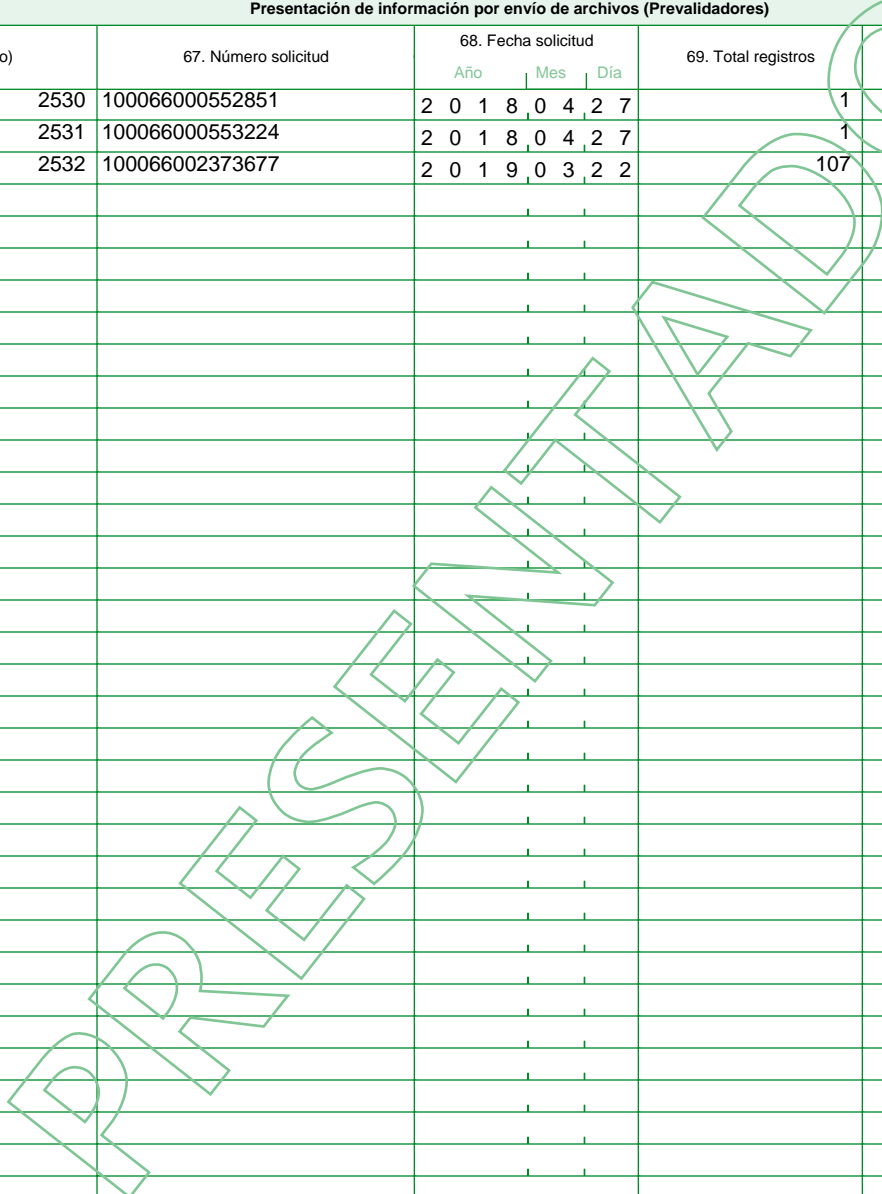 Presentación de información por envío de archivos (Prevalidadores)
o) 67. Número solicitud 68. Fecha solicitud 69. Total registros
Año Mes Día
2530 100066000552851 2 0 1 8 0 4 2 7 1
2531 100066000553224 2 0 1 8 0 4 2 7 1
2532 100066002373677 2 0 1 9 0 3 2 2 107
PRESENTADO